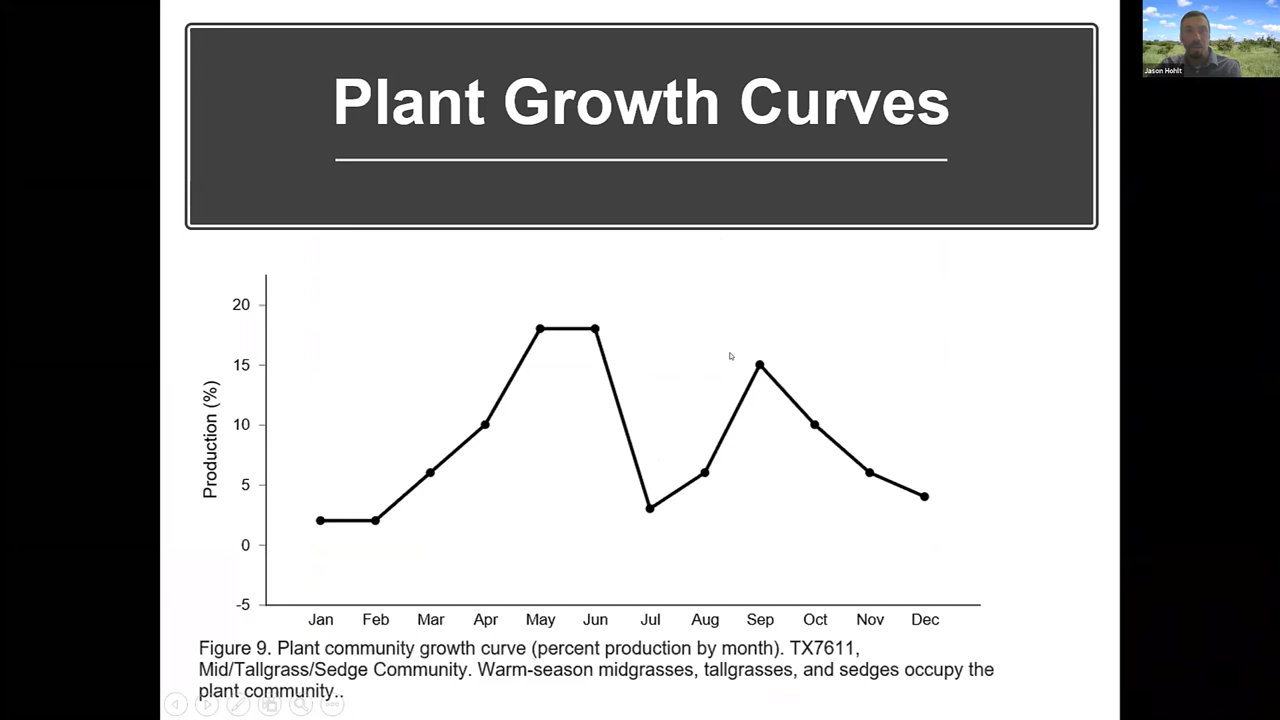 Plant Growth Curves
Jason Hohlt
20
15
10
5
0
-5
Production (%)
Jan Feb Mar Apr May Jun Jul Aug Sep Oct Nov Dec
Figure 9. Plant community growth curve (percent production by month). TX7611,
Mid/Tallgrass/Sedge Community. Warm-season midgrasses, tallgrasses, and sedges occupy the
plant community..